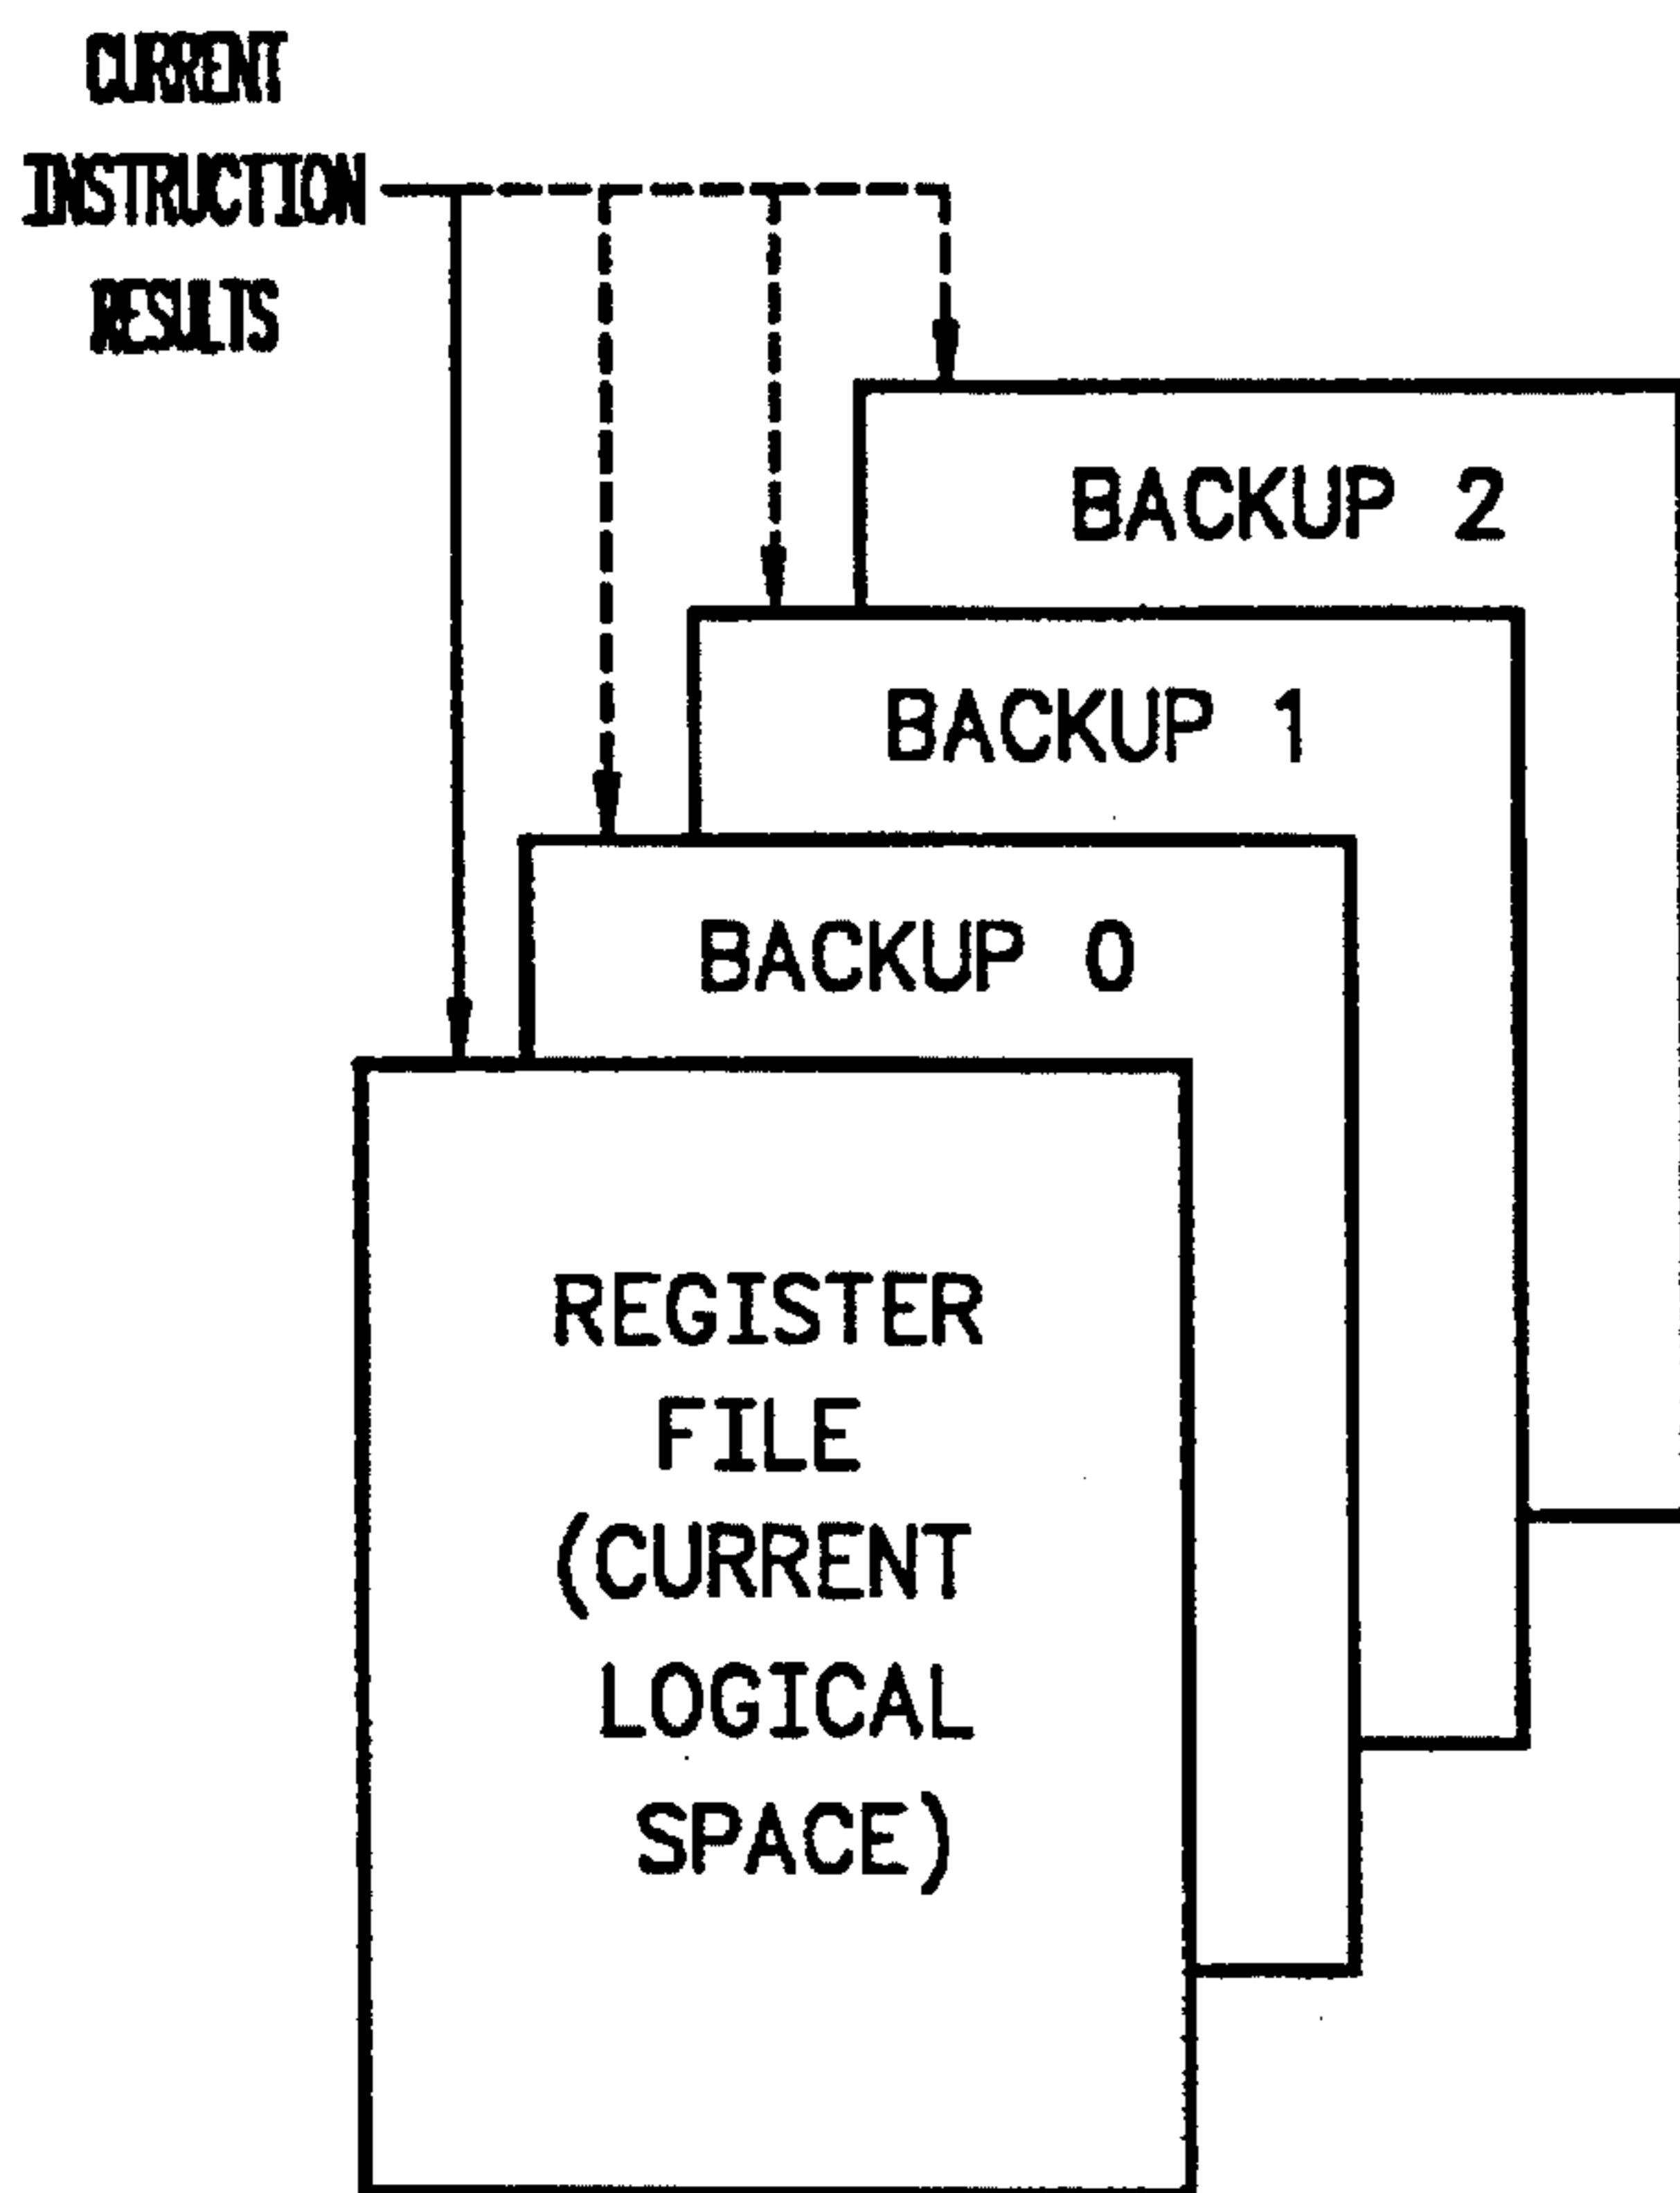 CURRENT
INSTRUCTION
RESULTS
BACKUP 2
BACKUP 1
BACKUP 0
REGISTER
FILE
(CURRENT
LOGICAL
SPACE)